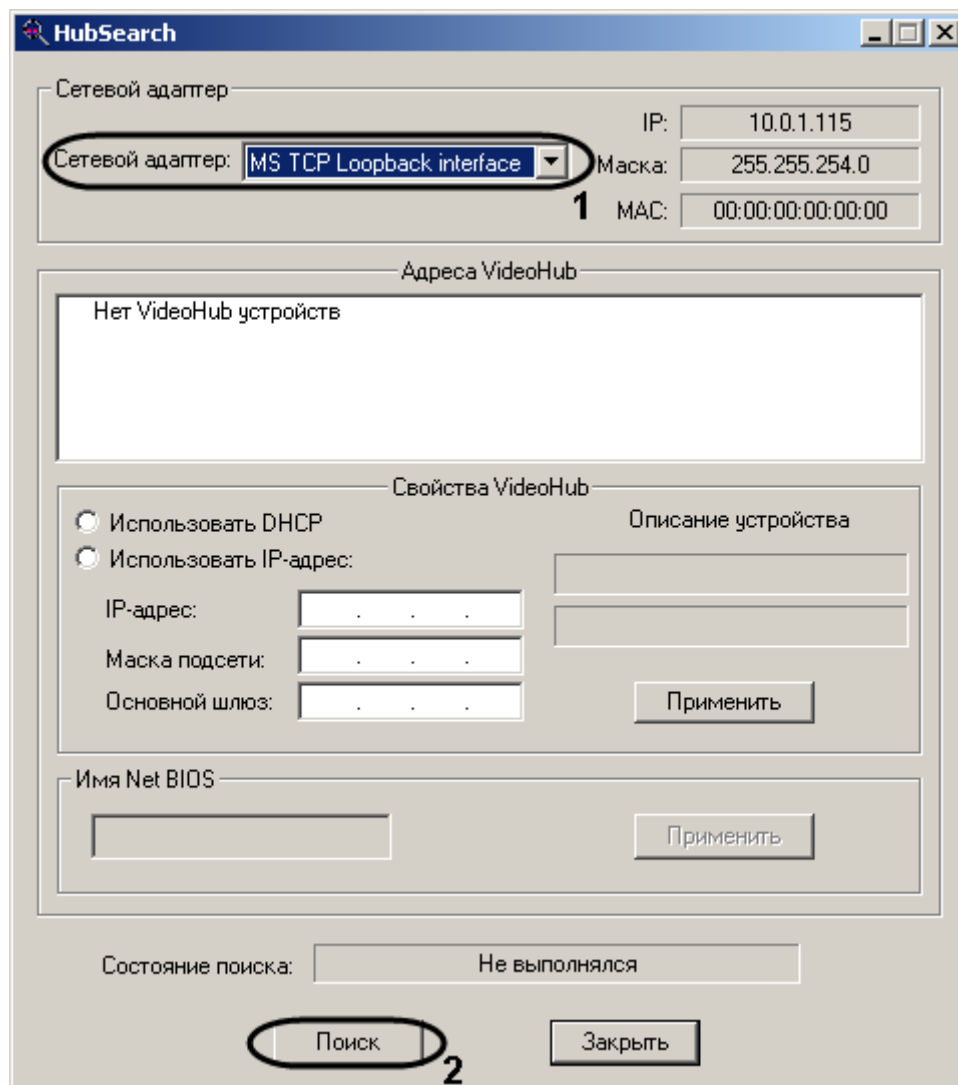 HubSearch
Сетевой адаптер
Сетевой адаптер: MS TCP Loopback interface
1
IP: 10.0.1.115
Маска: 255.255.254.0
MAC: 00:00:00:00:00:00
Адреса VideoHub
Нет VideoHub устройств
Свойства VideoHub
Использовать DHCP
Использовать IP-адрес:
Описание устройства
IP-адрес: . . .
Маска подсети: . . .
Основной шлюз: . . .
Применить
Имя Net BIOS
Применить
Состояние поиска: Не выполнялся
Поиск
2
Закрыть